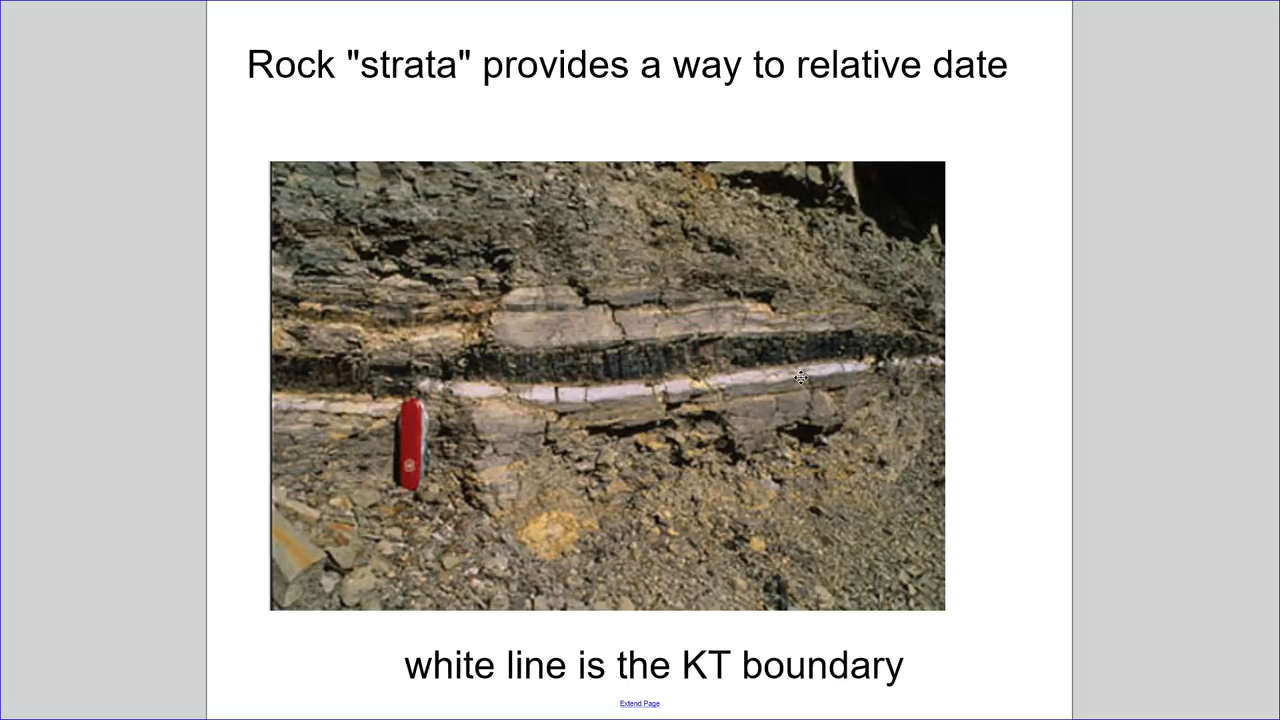 Rock "strata" provides a way to relative date
white line is the KT boundary
Extend Page